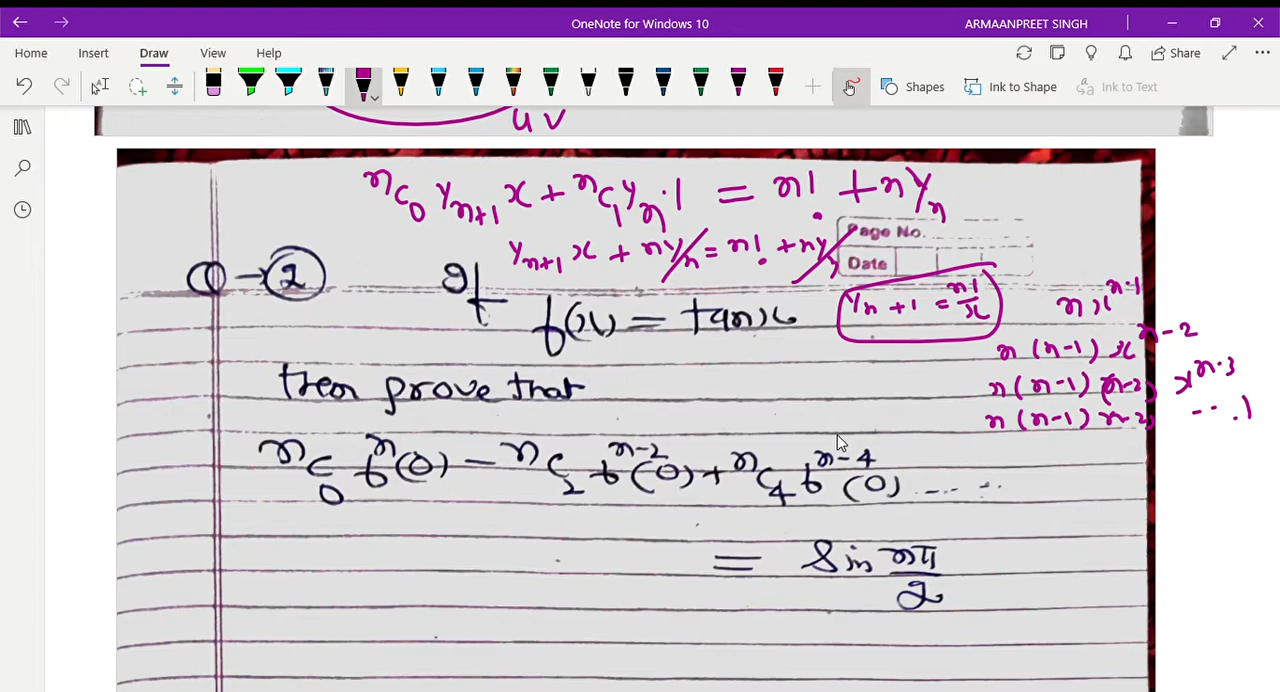 OneNote for Windows 10
ARMAANPREET SINGH
Home Insert Draw View Help
Share
Shapes Ink to Shape Ink to Text
u v
ⁿC₀ yₙ₊₁ x + ⁿC₁ yₙ · 1 = n! + n yₙ
yₙ₊₁ x + n yₙ = n! + n yₙ
Page No.
Date
Q → 2 If
f(x) = tan x
yₙ + 1 = n! / x
n xⁿ⁻¹
n (n-1) xⁿ⁻²
then prove that
n (n-1) (n-2) xⁿ⁻³
n (n-1) n-2 -- .1
ⁿC₀ fⁿ(0) - ⁿC₂ fⁿ⁻²(0) + ⁿC₄ fⁿ⁻⁴(0) ....
= Sin nπ/2